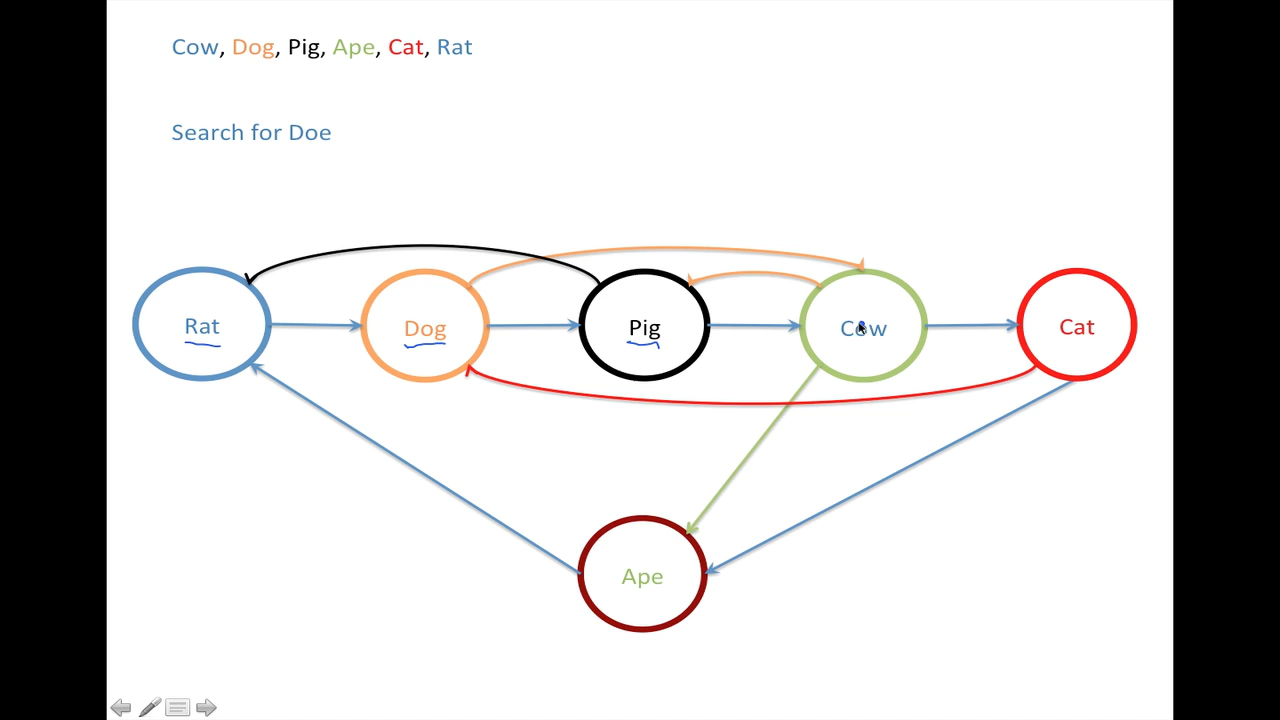 Cow, Dog, Pig, Ape, Cat, Rat
Search for Doe
Rat
Dog
Pig
Cow
Cat
Ape